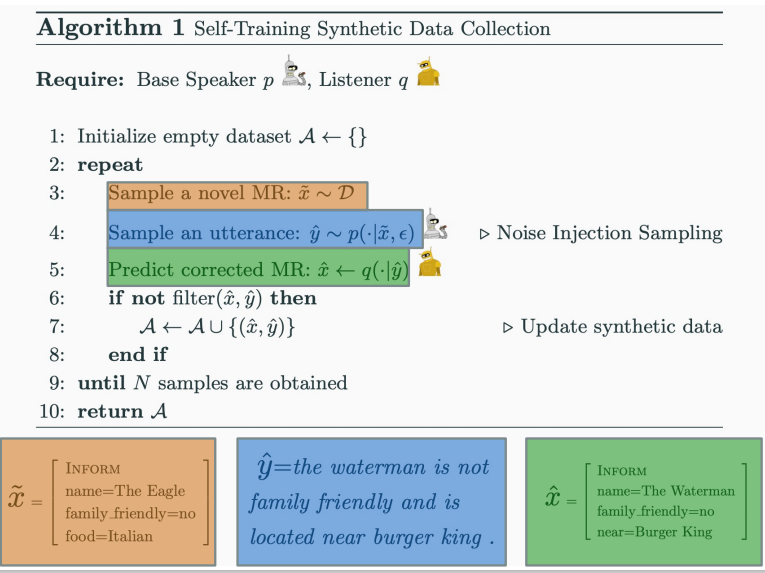 Algorithm 1 Self-Training Synthetic Data Collection
Require: Base Speaker p , Listener q
1: Initialize empty dataset 𝒜 ← {}
2: repeat
3: Sample a novel MR: x̃ ∼ 𝒟
4: Sample an utterance: ŷ ∼ p(·|x̃, ϵ) ▷ Noise Injection Sampling
5: Predict corrected MR: x̂ ← q(·|ŷ)
6: if not filter(x̂, ŷ) then
7: 𝒜 ← 𝒜 ∪ {(x̂, ŷ)} ▷ Update synthetic data
8: end if
9: until N samples are obtained
10: return 𝒜
x̃ = [ INFORM
name=The Eagle
family_friendly=no
food=Italian ]
ŷ=the waterman is not
family friendly and is
located near burger king .
x̂ = [ INFORM
name=The Waterman
family_friendly=no
near=Burger King ]